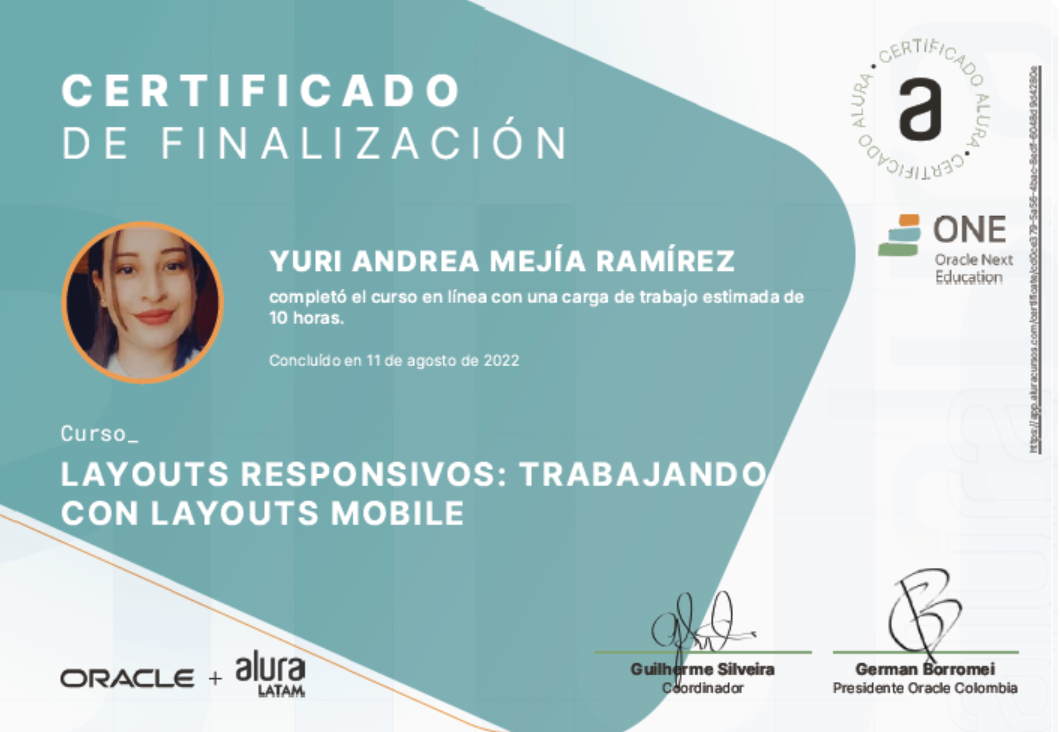 CERTIFICADO
DE FINALIZACIÓN
CERTIFICADO ALURA • CERTIFICADO ALURA •
a
ONE
Oracle Next
Education
YURI ANDREA MEJÍA RAMÍREZ
completó el curso en línea con una carga de trabajo estimada de
10 horas.
Concluído en 11 de agosto de 2022
Curso_
LAYOUTS RESPONSIVOS: TRABAJANDO
CON LAYOUTS MOBILE
ORACLE + alura
LATAM
Guilherme Silveira
Coordinador
German Borromei
Presidente Oracle Colombia